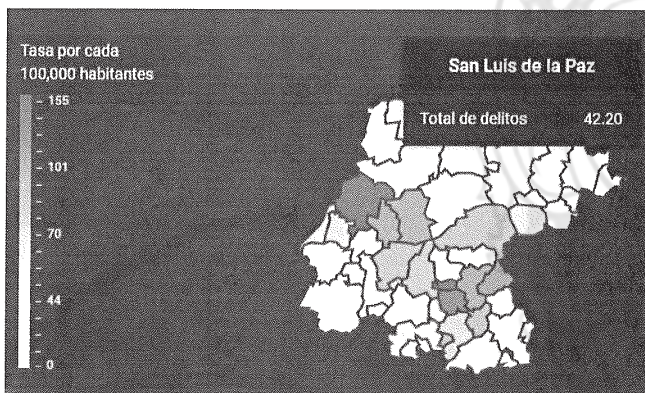 Tasa por cada
100,000 habitantes
155
101
70
44
0
San Luis de la Paz
Total de delitos 42.20